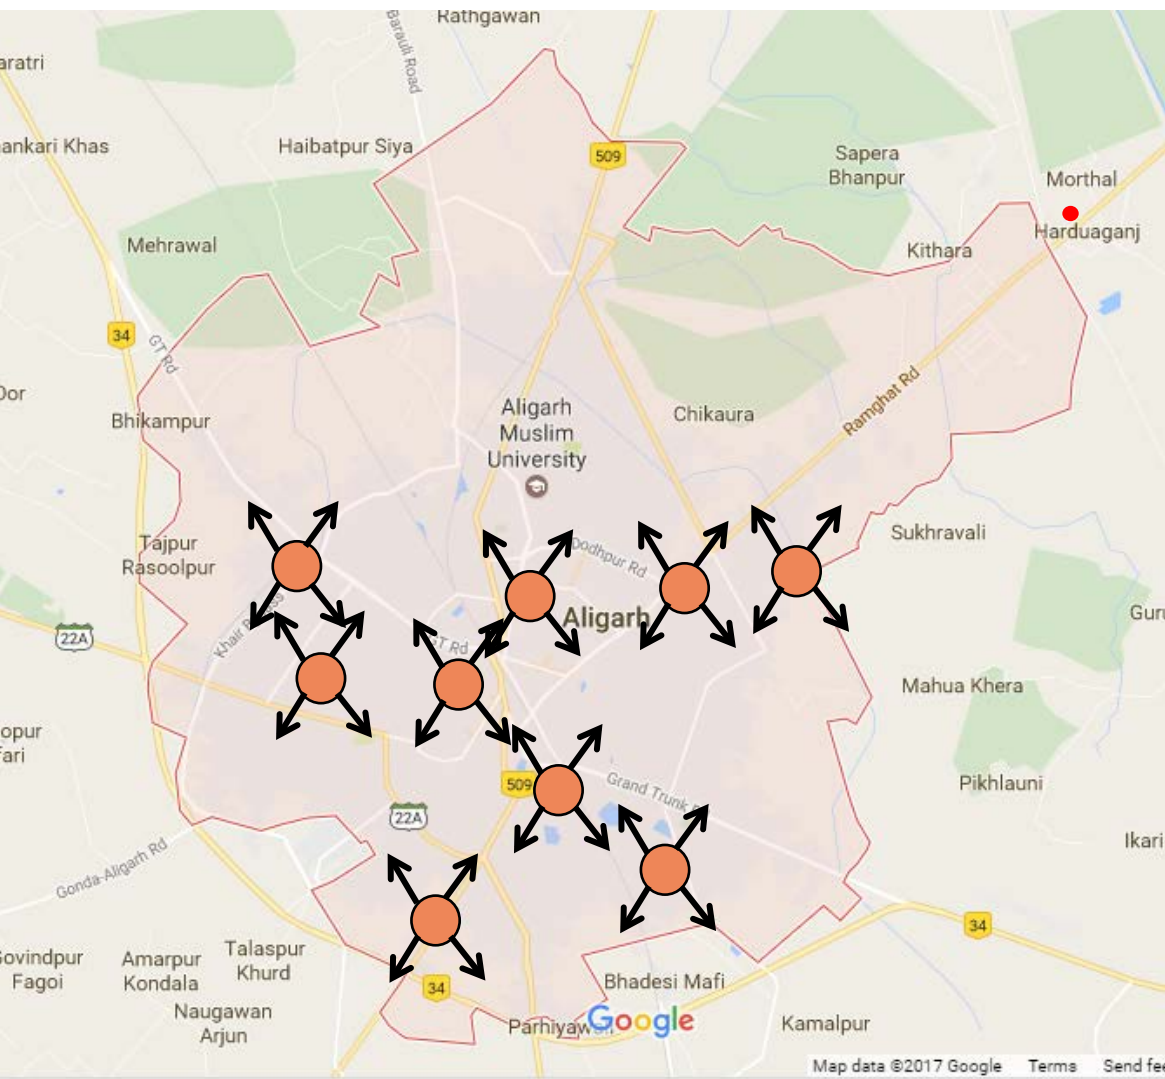 Rathgawan
aratri
Barauli Road
ankari Khas
Haibatpur Siya
509
Sapera
Bhanpur
Morthal
Harduaganj
Mehrawal
Kithara
34
GT Rd
Dor
Bhikampur
Aligarh
Muslim
University
Chikaura
Ramghat Rd
Sukhravali
Tajpur
Rasoolpur
Dodhpur Rd
Aligarh
22A
Khair
GT Rd
Mahua Khera
opur
fari
509
Grand Trunk
Pikhlauni
22A
Ikari
Gonda-Aligarh Rd
34
Govindpur
Fagoi
Amarpur
Kondala
Talaspur
Khurd
Bhadesi Mafi
34
Naugawan
Arjun
Google
Kamalpur
Map data ©2017 Google Terms Send fee